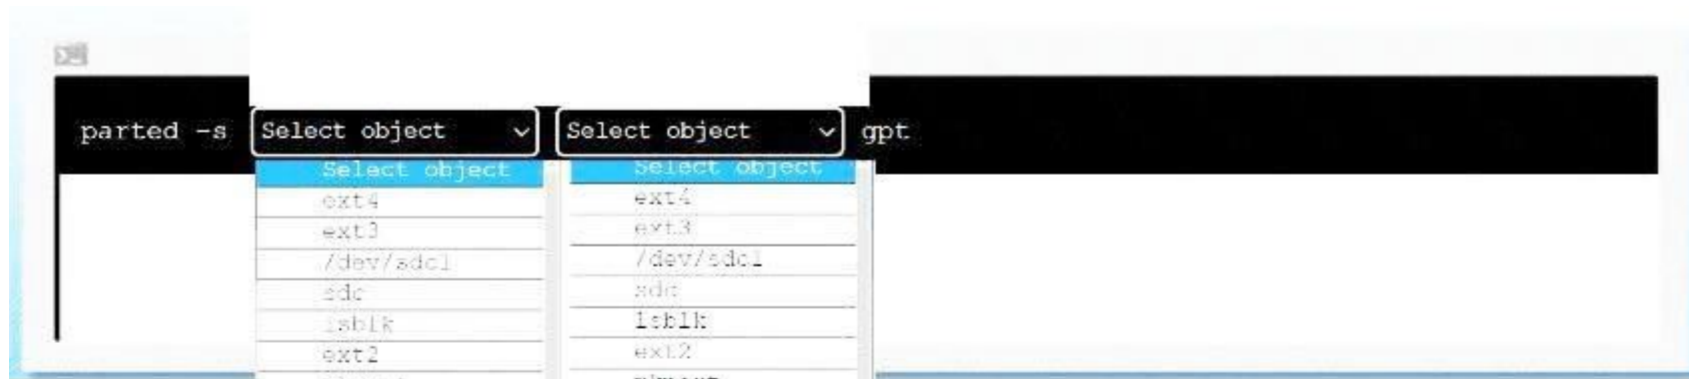 parted -s Select object Select object gpt
Select object Select object
ext4 ext4
ext3 ext3
/dev/sdc1 /dev/sdc1
sdc sdc
lsblk lsblk
ext2 ext2